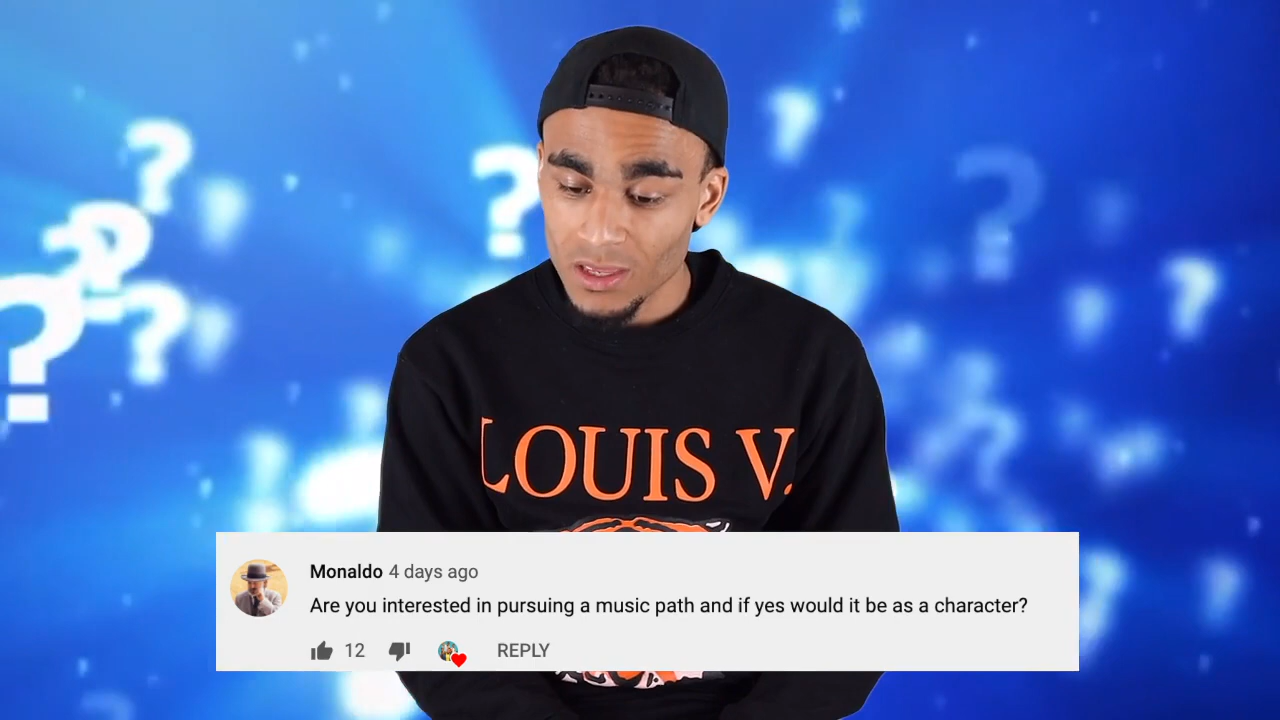 LOUIS V.
Monaldo 4 days ago
Are you interested in pursuing a music path and if yes would it be as a character?
12 REPLY